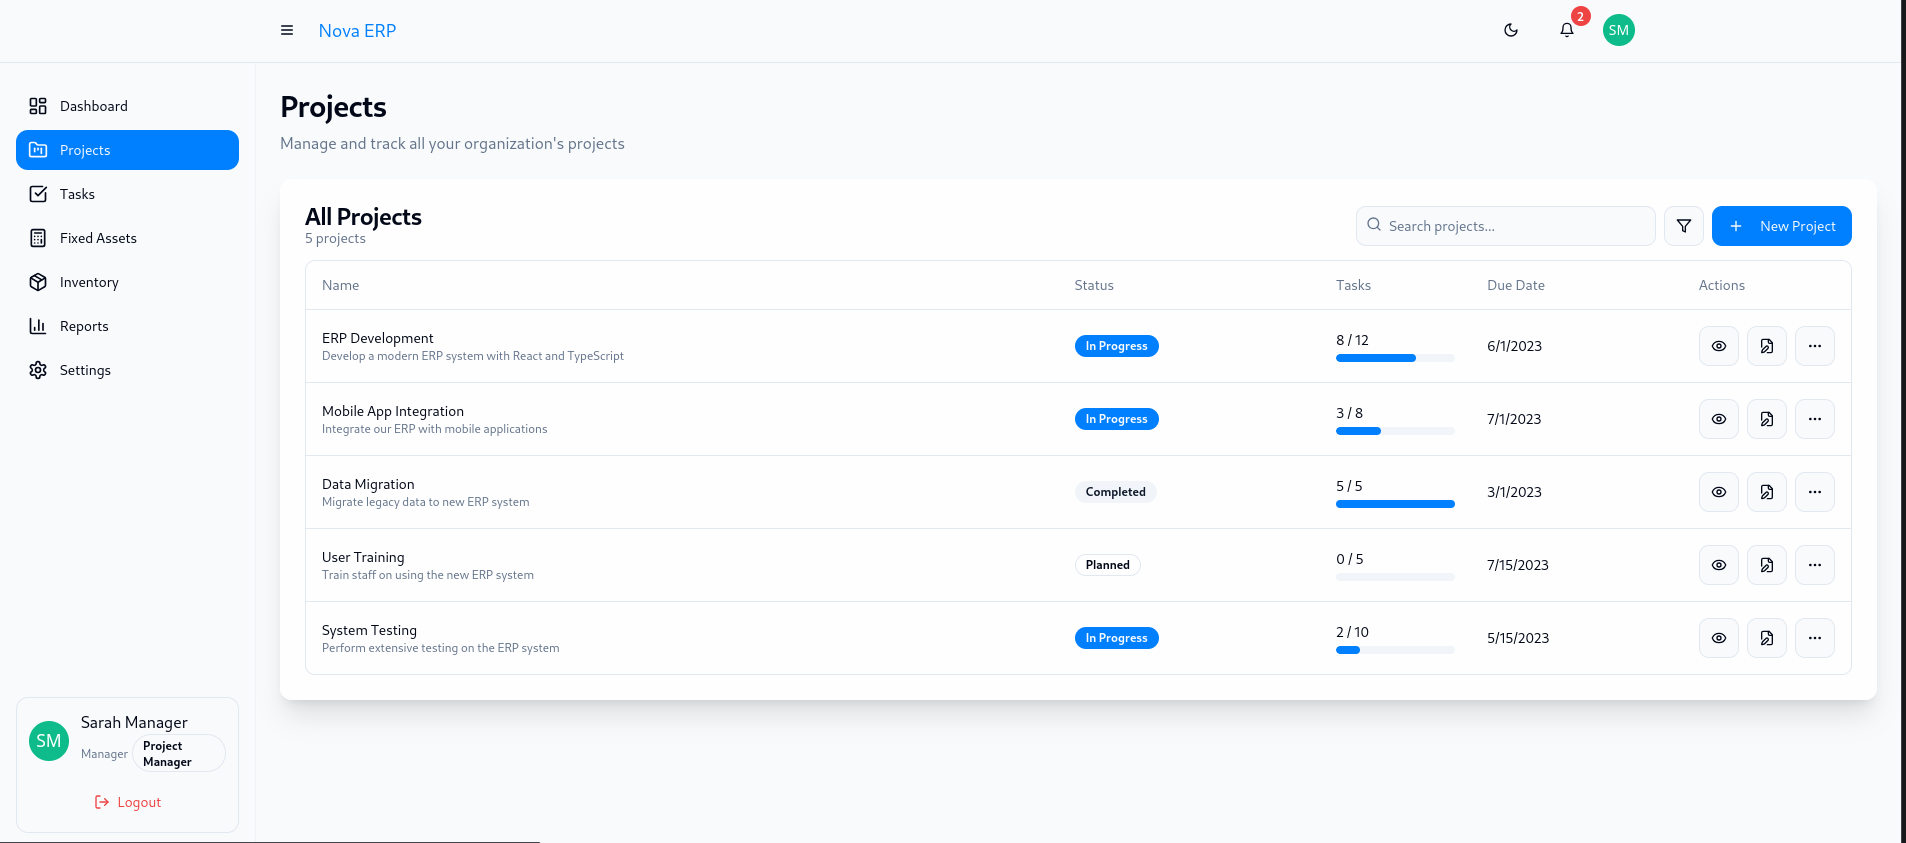 Nova ERP
2
SM
Dashboard
Projects
Tasks
Fixed Assets
Inventory
Reports
Settings
Sarah Manager
SM
Manager
Project
Manager
Logout
Projects
Manage and track all your organization's projects
All Projects
5 projects
Search projects...
New Project
Name Status Tasks Due Date Actions
ERP Development In Progress 8 / 12 6/1/2023
Develop a modern ERP system with React and TypeScript
Mobile App Integration In Progress 3 / 8 7/1/2023
Integrate our ERP with mobile applications
Data Migration Completed 5 / 5 3/1/2023
Migrate legacy data to new ERP system
User Training Planned 0 / 5 7/15/2023
Train staff on using the new ERP system
System Testing In Progress 2 / 10 5/15/2023
Perform extensive testing on the ERP system